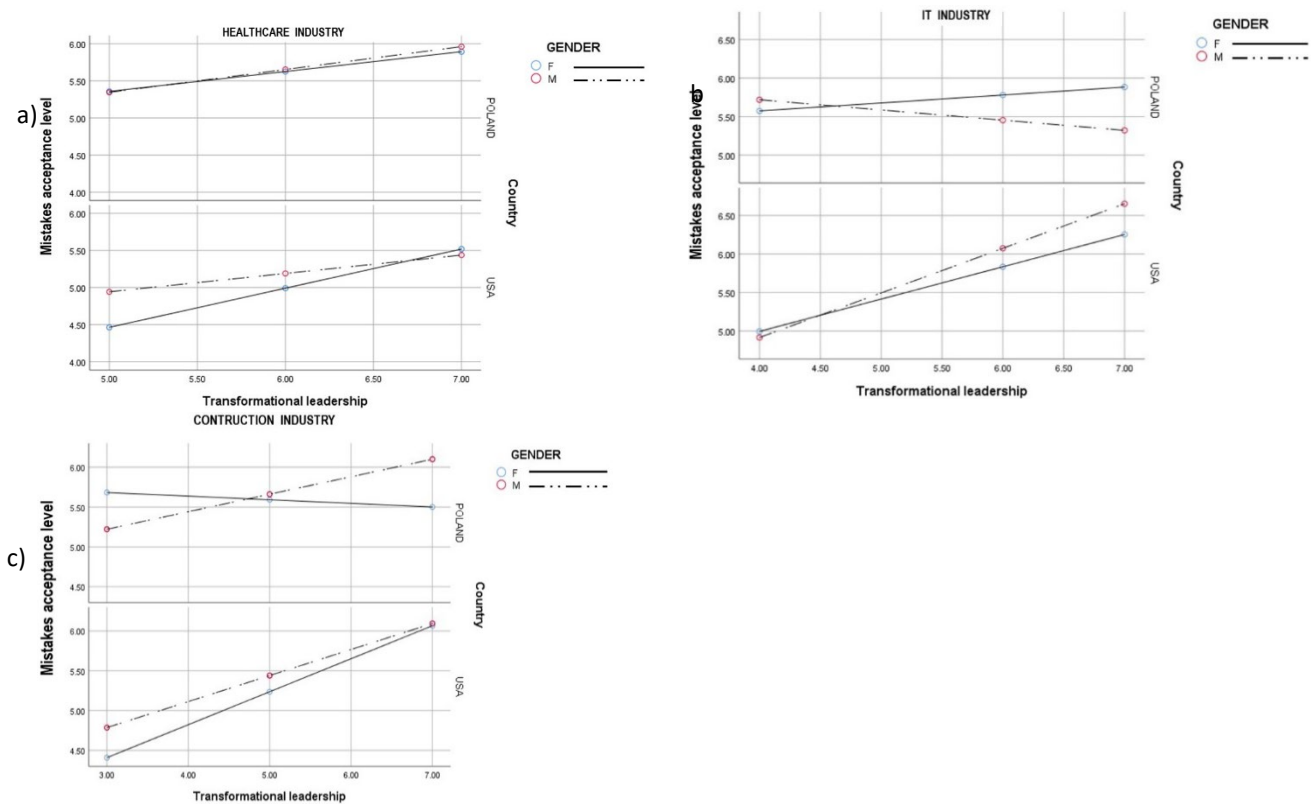 HEALTHCARE INDUSTRY
a)
Mistakes acceptance level
6.00
5.50
5.00
4.50
4.00
POLAND
6.00
5.50
5.00
4.50
4.00
USA
Country
5.00 5.50 6.00 6.50 7.00
Transformational leadership
GENDER
F
M
IT INDUSTRY
b
Mistakes acceptance level
6.50
6.00
5.50
5.00
POLAND
6.50
6.00
5.50
5.00
USA
Country
4.00 4.50 5.00 5.50 6.00 6.50 7.00
Transformational leadership
GENDER
F
M
CONTRUCTION INDUSTRY
c)
Mistakes acceptance level
6.00
5.50
5.00
4.50
POLAND
6.00
5.50
5.00
4.50
USA
Country
3.00 4.00 5.00 6.00 7.00
Transformational leadership
GENDER
F
M